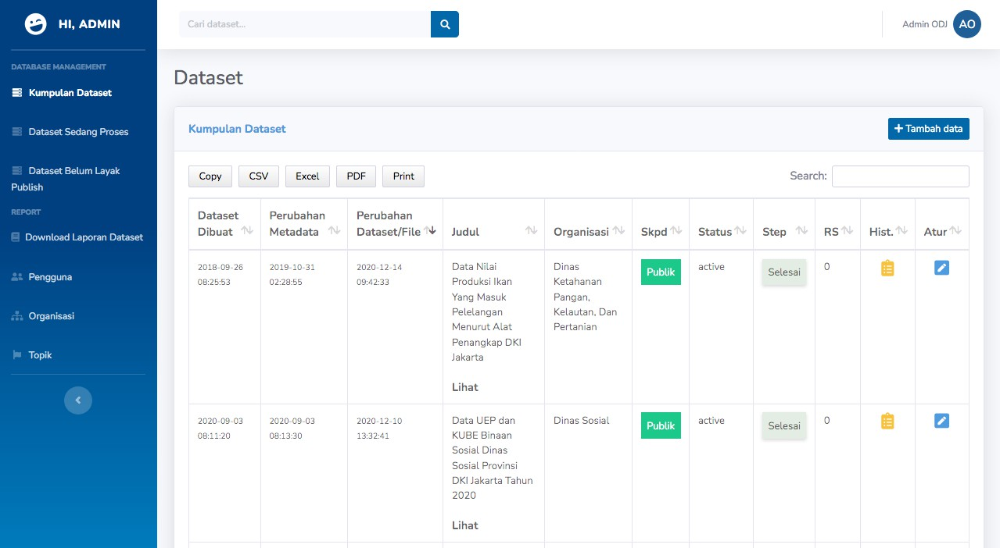 HI, ADMIN
Cari dataset...
Admin ODJ
AO
DATABASE MANAGEMENT
Kumpulan Dataset
Dataset Sedang Proses
Dataset Belum Layak
Publish
REPORT
Download Laporan Dataset
Pengguna
Organisasi
Topik
Dataset
Kumpulan Dataset
Tambah data
Copy
CSV
Excel
PDF
Print
Search:
Dataset
Dibuat
Perubahan
Metadata
Perubahan
Dataset/File
Judul
Organisasi
Skpd
Status
Step
RS
Hist.
Atur
2018-09-26
08:25:53
2019-10-31
02:28:55
2020-12-14
09:42:33
Data Nilai
Produksi Ikan
Yang Masuk
Pelelangan
Menurut Alat
Penangkap DKI
Jakarta
Lihat
Dinas
Ketahanan
Pangan,
Kelautan, Dan
Pertanian
Publik
active
Selesai
0
2020-09-03
08:11:20
2020-09-03
08:13:30
2020-12-10
13:32:41
Data UEP dan
KUBE Binaan
Sosial Dinas
Sosial Provinsi
DKI Jakarta Tahun
2020
Lihat
Dinas Sosial
Publik
active
Selesai
0